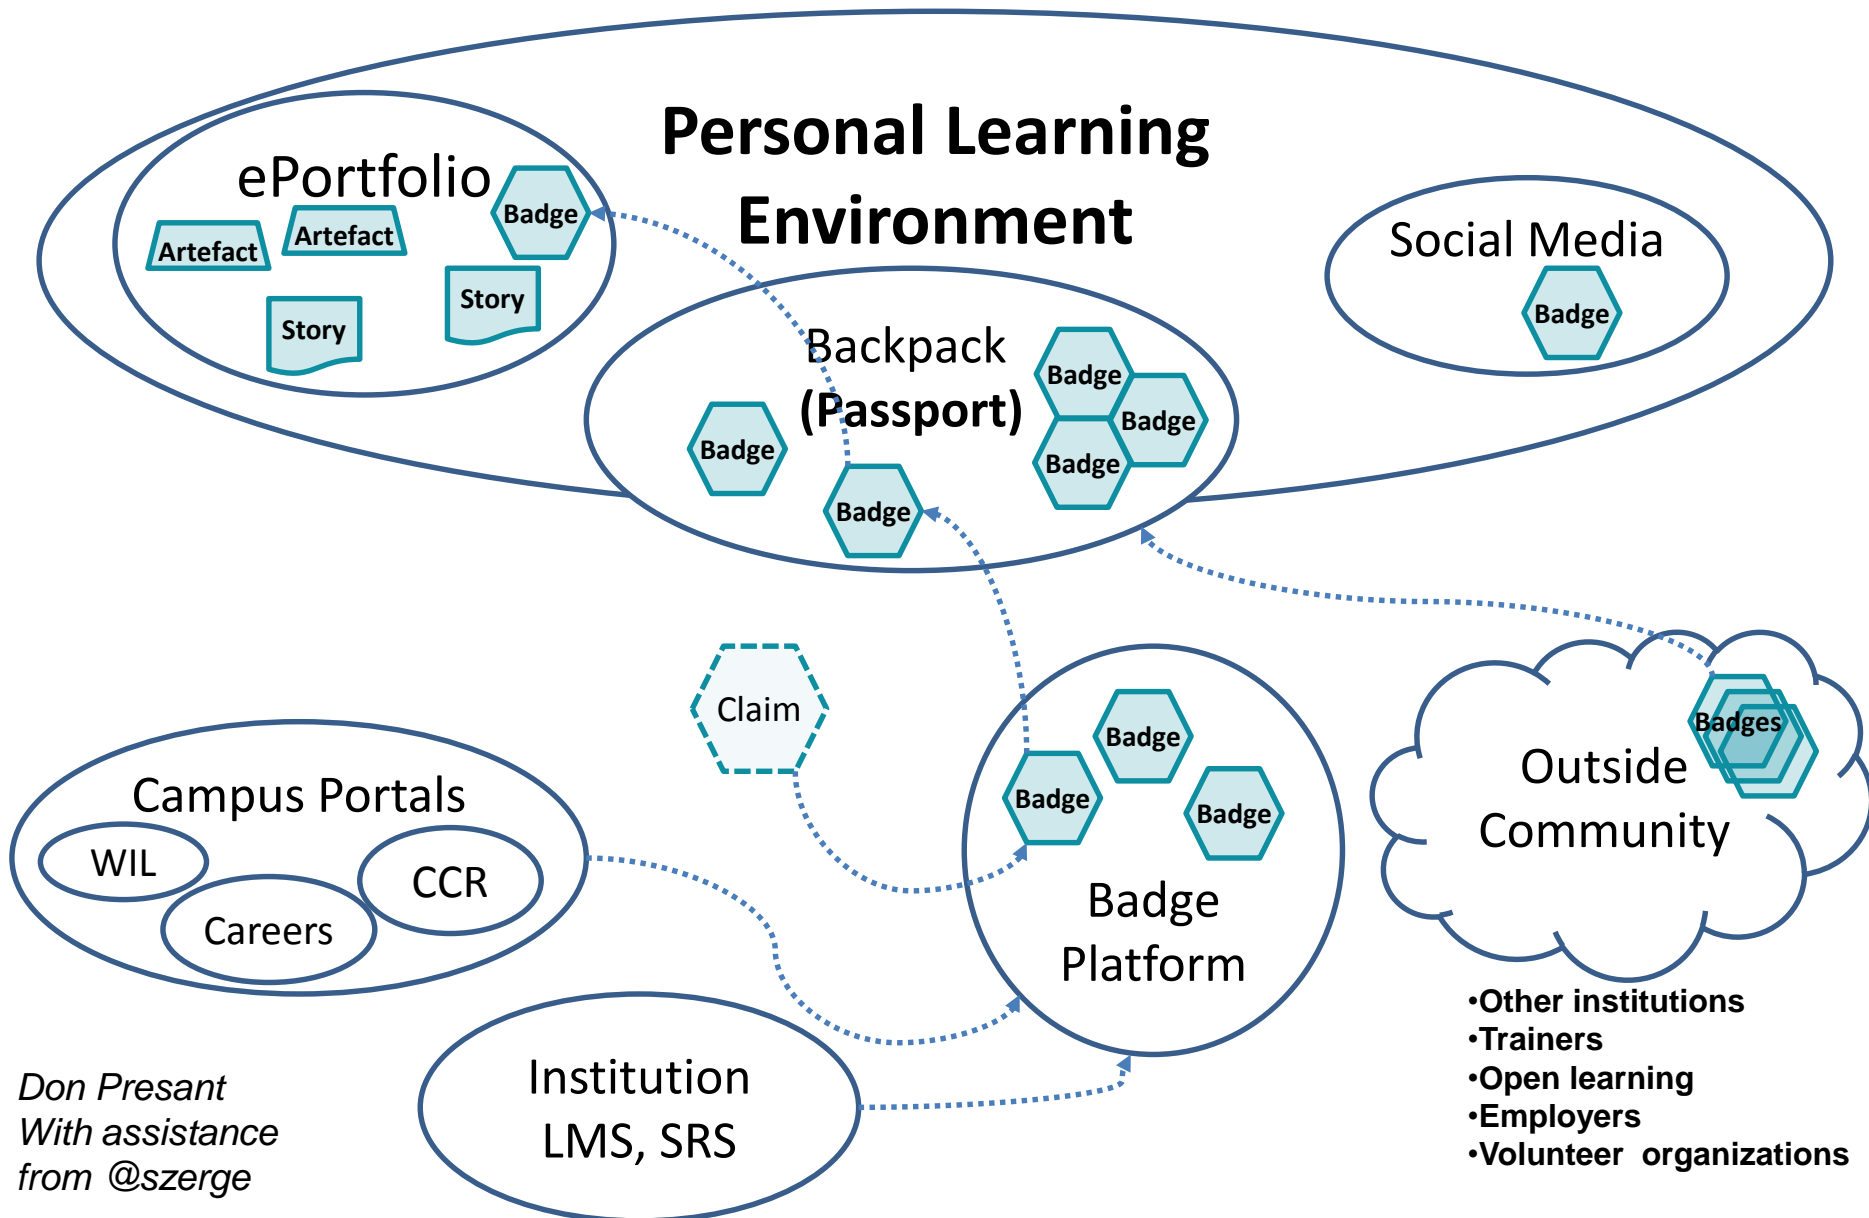 Personal Learning
Environment
ePortfolio
Badge
Artefact
Artefact
Story
Story
Social Media
Badge
Backpack
(Passport)
Badge
Badge
Badge
Badge
Badge
Claim
Campus Portals
WIL
CCR
Careers
Badge
Badge
Badge
Badge
Platform
Badges
Outside
Community
•Other institutions
•Trainers
•Open learning
•Employers
•Volunteer organizations
Institution
LMS, SRS
Don Presant
With assistance
from @szerge